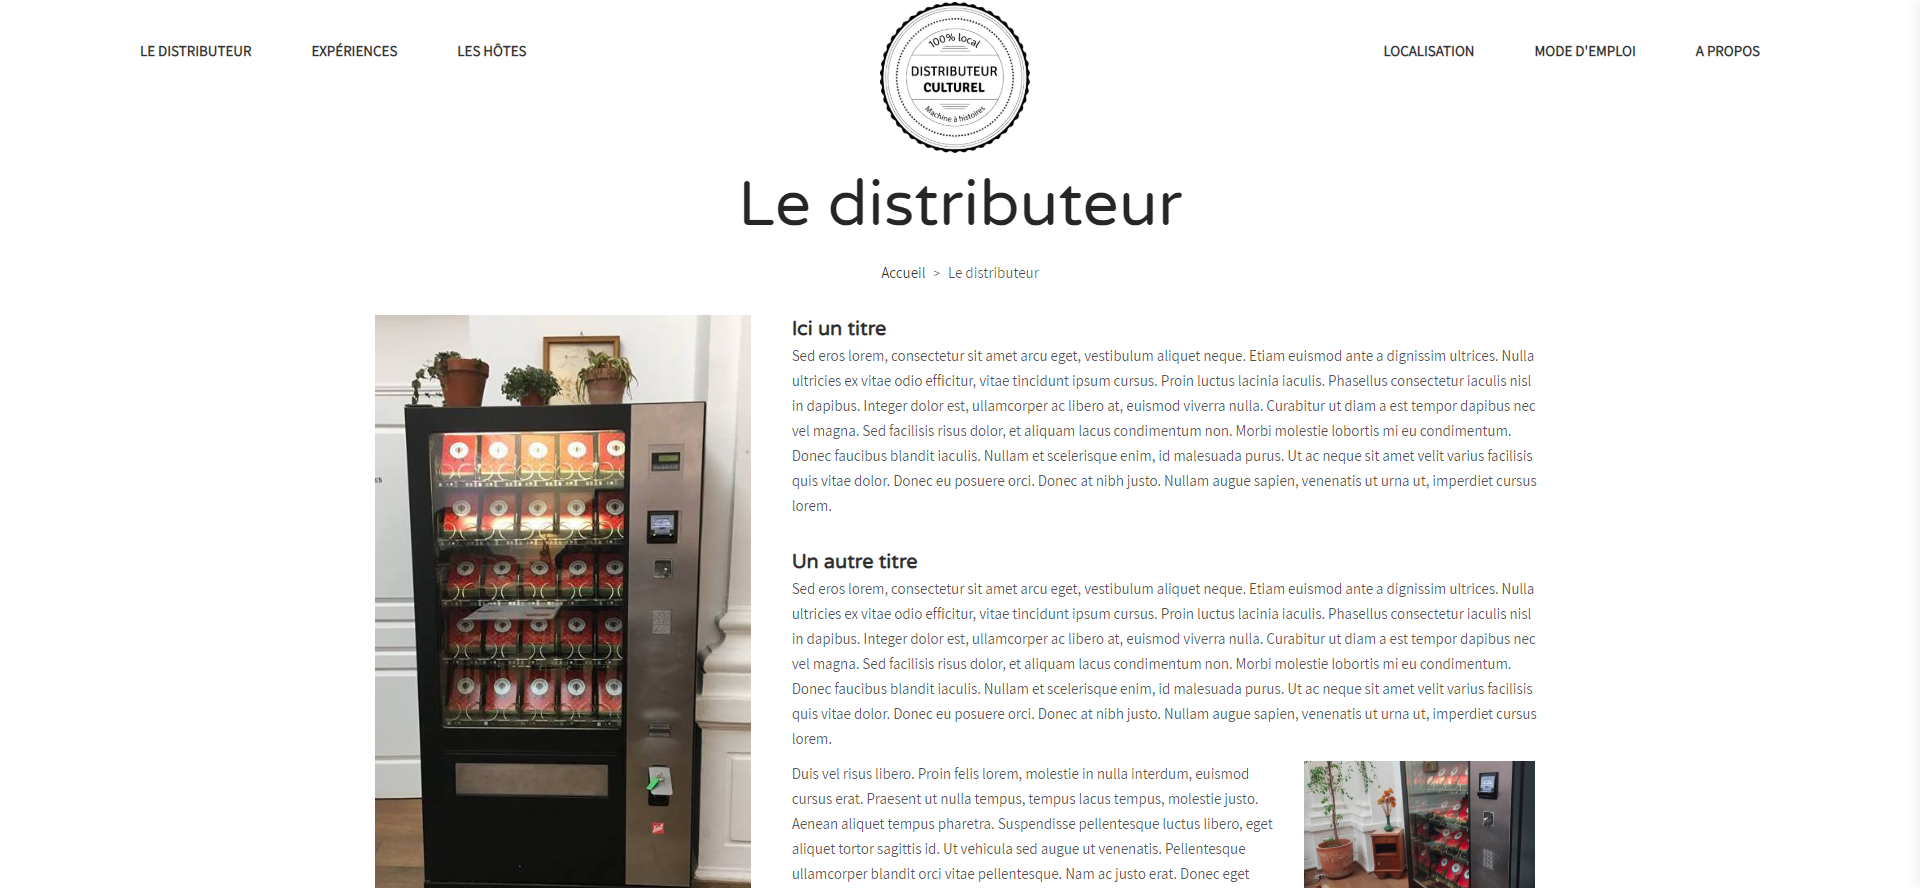 LE DISTRIBUTEUR
EXPÉRIENCES
LES HÔTES
100% local
DISTRIBUTEUR
CULTUREL
Machine à histoires
LOCALISATION
MODE D'EMPLOI
A PROPOS
Le distributeur
Accueil > Le distributeur
Ici un titre
Sed eros lorem, consectetur sit amet arcu eget, vestibulum aliquet neque. Etiam euismod ante a dignissim ultrices. Nulla
ultricies ex vitae odio efficitur, vitae tincidunt ipsum cursus. Proin luctus lacinia iaculis. Phasellus consectetur iaculis nisl
in dapibus. Integer dolor est, ullamcorper ac libero at, euismod viverra nulla. Curabitur ut diam a est tempor dapibus nec
vel magna. Sed facilisis risus dolor, et aliquam lacus condimentum non. Morbi molestie lobortis mi eu condimentum.
Donec faucibus blandit iaculis. Nullam et scelerisque enim, id malesuada purus. Ut ac neque sit amet velit varius facilisis
quis vitae dolor. Donec eu posuere orci. Donec at nibh justo. Nullam augue sapien, venenatis ut urna ut, imperdiet cursus
lorem.
Un autre titre
Sed eros lorem, consectetur sit amet arcu eget, vestibulum aliquet neque. Etiam euismod ante a dignissim ultrices. Nulla
ultricies ex vitae odio efficitur, vitae tincidunt ipsum cursus. Proin luctus lacinia iaculis. Phasellus consectetur iaculis nisl
in dapibus. Integer dolor est, ullamcorper ac libero at, euismod viverra nulla. Curabitur ut diam a est tempor dapibus nec
vel magna. Sed facilisis risus dolor, et aliquam lacus condimentum non. Morbi molestie lobortis mi eu condimentum.
Donec faucibus blandit iaculis. Nullam et scelerisque enim, id malesuada purus. Ut ac neque sit amet velit varius facilisis
quis vitae dolor. Donec eu posuere orci. Donec at nibh justo. Nullam augue sapien, venenatis ut urna ut, imperdiet cursus
lorem.
Duis vel risus libero. Proin felis lorem, molestie in nulla interdum, euismod
cursus erat. Praesent ut nulla tempus, tempus lacus tempus, molestie justo.
Aenean aliquet tempus pharetra. Suspendisse pellentesque luctus libero, eget
aliquet tortor sagittis id. Ut vehicula sed augue ut venenatis. Pellentesque
ullamcorper blandit orci vitae pellentesque. Nam ac justo erat. Donec eget